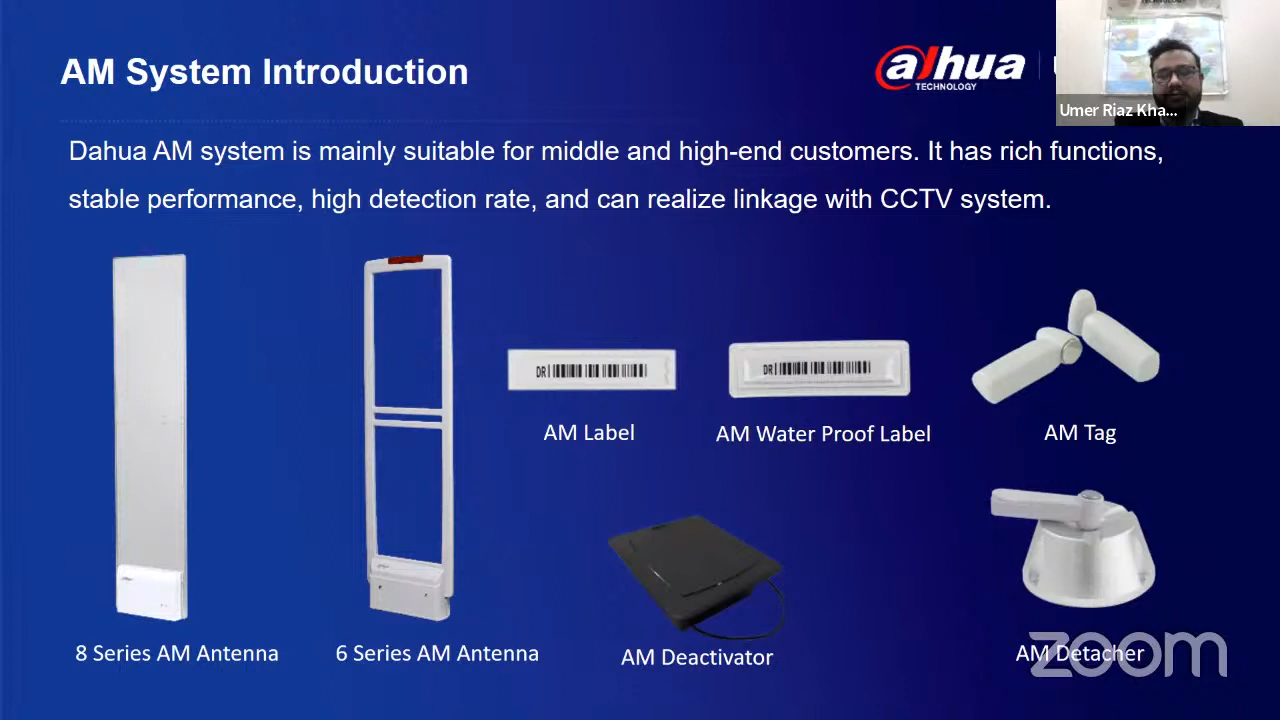 AM System Introduction
alhua
TECHNOLOGY
Umer Riaz Kha...
Dahua AM system is mainly suitable for middle and high-end customers. It has rich functions,
stable performance, high detection rate, and can realize linkage with CCTV system.
DR
DR
AM Label
AM Water Proof Label
AM Tag
8 Series AM Antenna
6 Series AM Antenna
AM Deactivator
AM Detacher
zoom